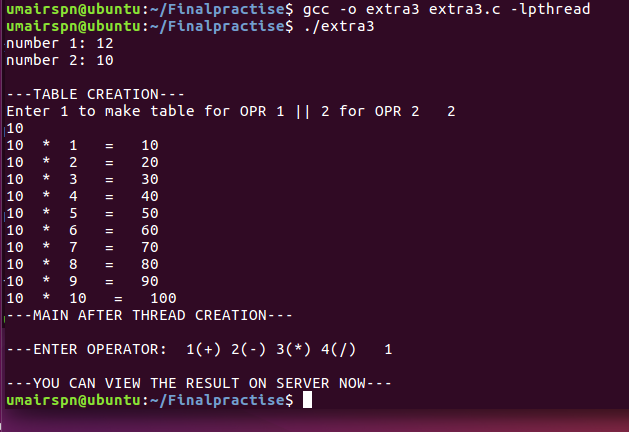 umairspn@ubuntu:~/Finalpractise$ gcc -o extra3 extra3.c -lpthread
umairspn@ubuntu:~/Finalpractise$ ./extra3
number 1: 12
number 2: 10
---TABLE CREATION---
Enter 1 to make table for OPR 1 || 2 for OPR 2   2
10
10  *  1   =   10
10  *  2   =   20
10  *  3   =   30
10  *  4   =   40
10  *  5   =   50
10  *  6   =   60
10  *  7   =   70
10  *  8   =   80
10  *  9   =   90
10  *  10   =   100
---MAIN AFTER THREAD CREATION---
---ENTER OPERATOR:  1(+) 2(-) 3(*) 4(/)   1
---YOU CAN VIEW THE RESULT ON SERVER NOW---
umairspn@ubuntu:~/Finalpractise$